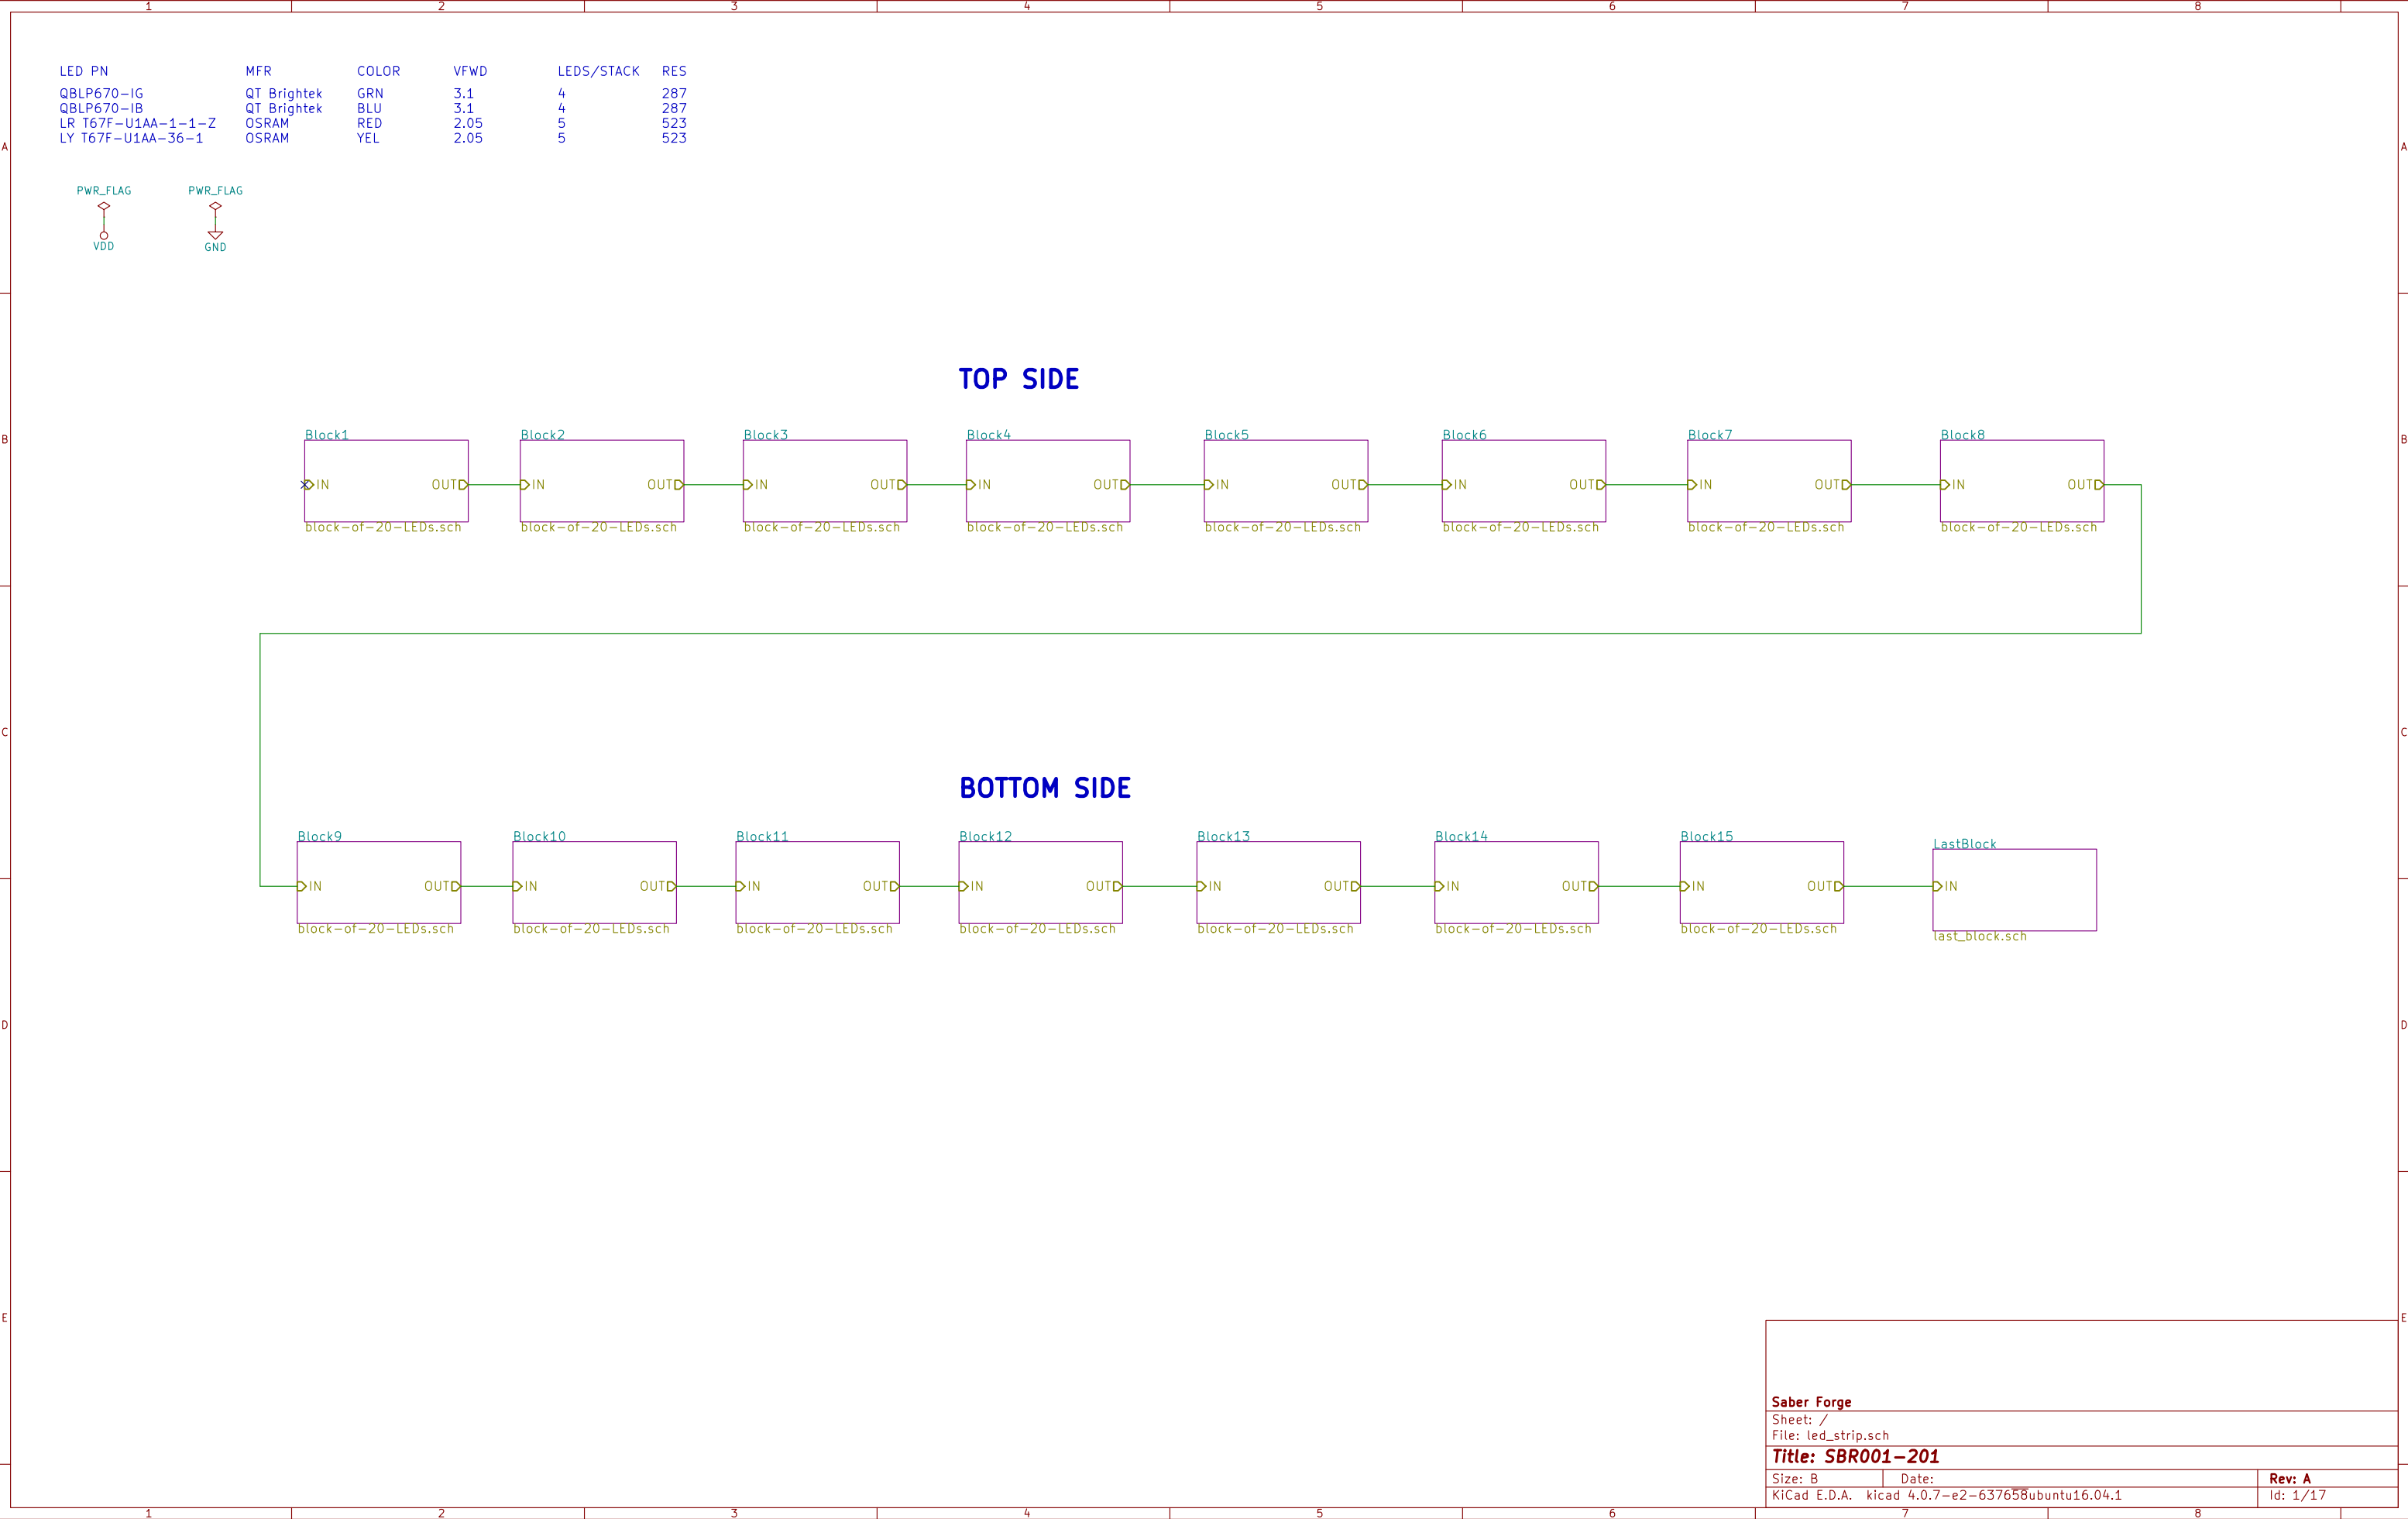 1 2 3 4 5 6 7 8
LED PN MFR COLOR VFWD LEDS/STACK RES
QBLP670-IG QT Brightek GRN 3.1 4 287
QBLP670-IB QT Brightek BLU 3.1 4 287
LR T67F-U1AA-1-1-Z OSRAM RED 2.05 5 523
LY T67F-U1AA-36-1 OSRAM YEL 2.05 5 523
A A
PWR_FLAG PWR_FLAG
VDD GND
TOP SIDE
B B
Block1 Block2 Block3 Block4 Block5 Block6 Block7 Block8
IN OUT IN OUT IN OUT IN OUT IN OUT IN OUT IN OUT IN OUT
block-of-20-LEDs.sch block-of-20-LEDs.sch block-of-20-LEDs.sch block-of-20-LEDs.sch block-of-20-LEDs.sch block-of-20-LEDs.sch block-of-20-LEDs.sch block-of-20-LEDs.sch
C C
BOTTOM SIDE
Block9 Block10 Block11 Block12 Block13 Block14 Block15 LastBlock
IN OUT IN OUT IN OUT IN OUT IN OUT IN OUT IN OUT IN
block-of-20-LEDs.sch block-of-20-LEDs.sch block-of-20-LEDs.sch block-of-20-LEDs.sch block-of-20-LEDs.sch block-of-20-LEDs.sch block-of-20-LEDs.sch last_block.sch
D D
E E
Saber Forge
Sheet: /
File: led_strip.sch
Title: SBR001-201
Size: B Date: Rev: A
KiCad E.D.A. kicad 4.0.7-e2-637658ubuntu16.04.1 Id: 1/17
1 2 3 4 5 6 7 8